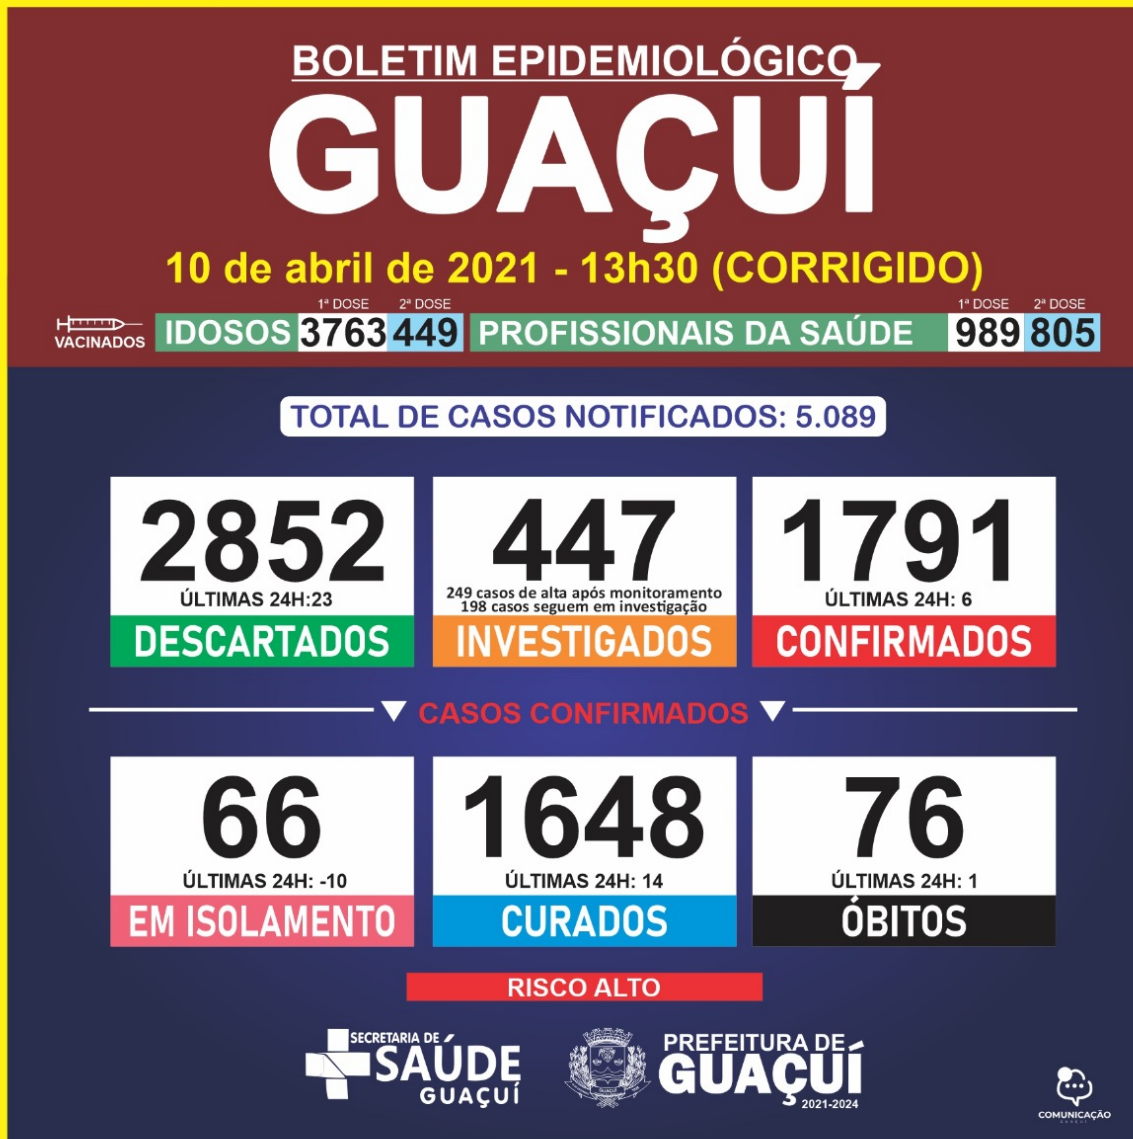 BOLETIM EPIDEMIOLÓGICO
GUAÇUÍ
10 de abril de 2021 - 13h30 (CORRIGIDO)
1ª DOSE 2ª DOSE 1ª DOSE 2ª DOSE
VACINADOS IDOSOS 3763 449 PROFISSIONAIS DA SAÚDE 989 805
TOTAL DE CASOS NOTIFICADOS: 5.089
2852
ÚLTIMAS 24H:23
DESCARTADOS
447
249 casos de alta após monitoramento
198 casos seguem em investigação
INVESTIGADOS
1791
ÚLTIMAS 24H: 6
CONFIRMADOS
CASOS CONFIRMADOS
66
ÚLTIMAS 24H: -10
EM ISOLAMENTO
1648
ÚLTIMAS 24H: 14
CURADOS
76
ÚLTIMAS 24H: 1
ÓBITOS
RISCO ALTO
SECRETARIA DE
SAÚDE
GUAÇUÍ
PREFEITURA DE
GUAÇUÍ
2021-2024
COMUNICAÇÃO
GUAÇUÍ